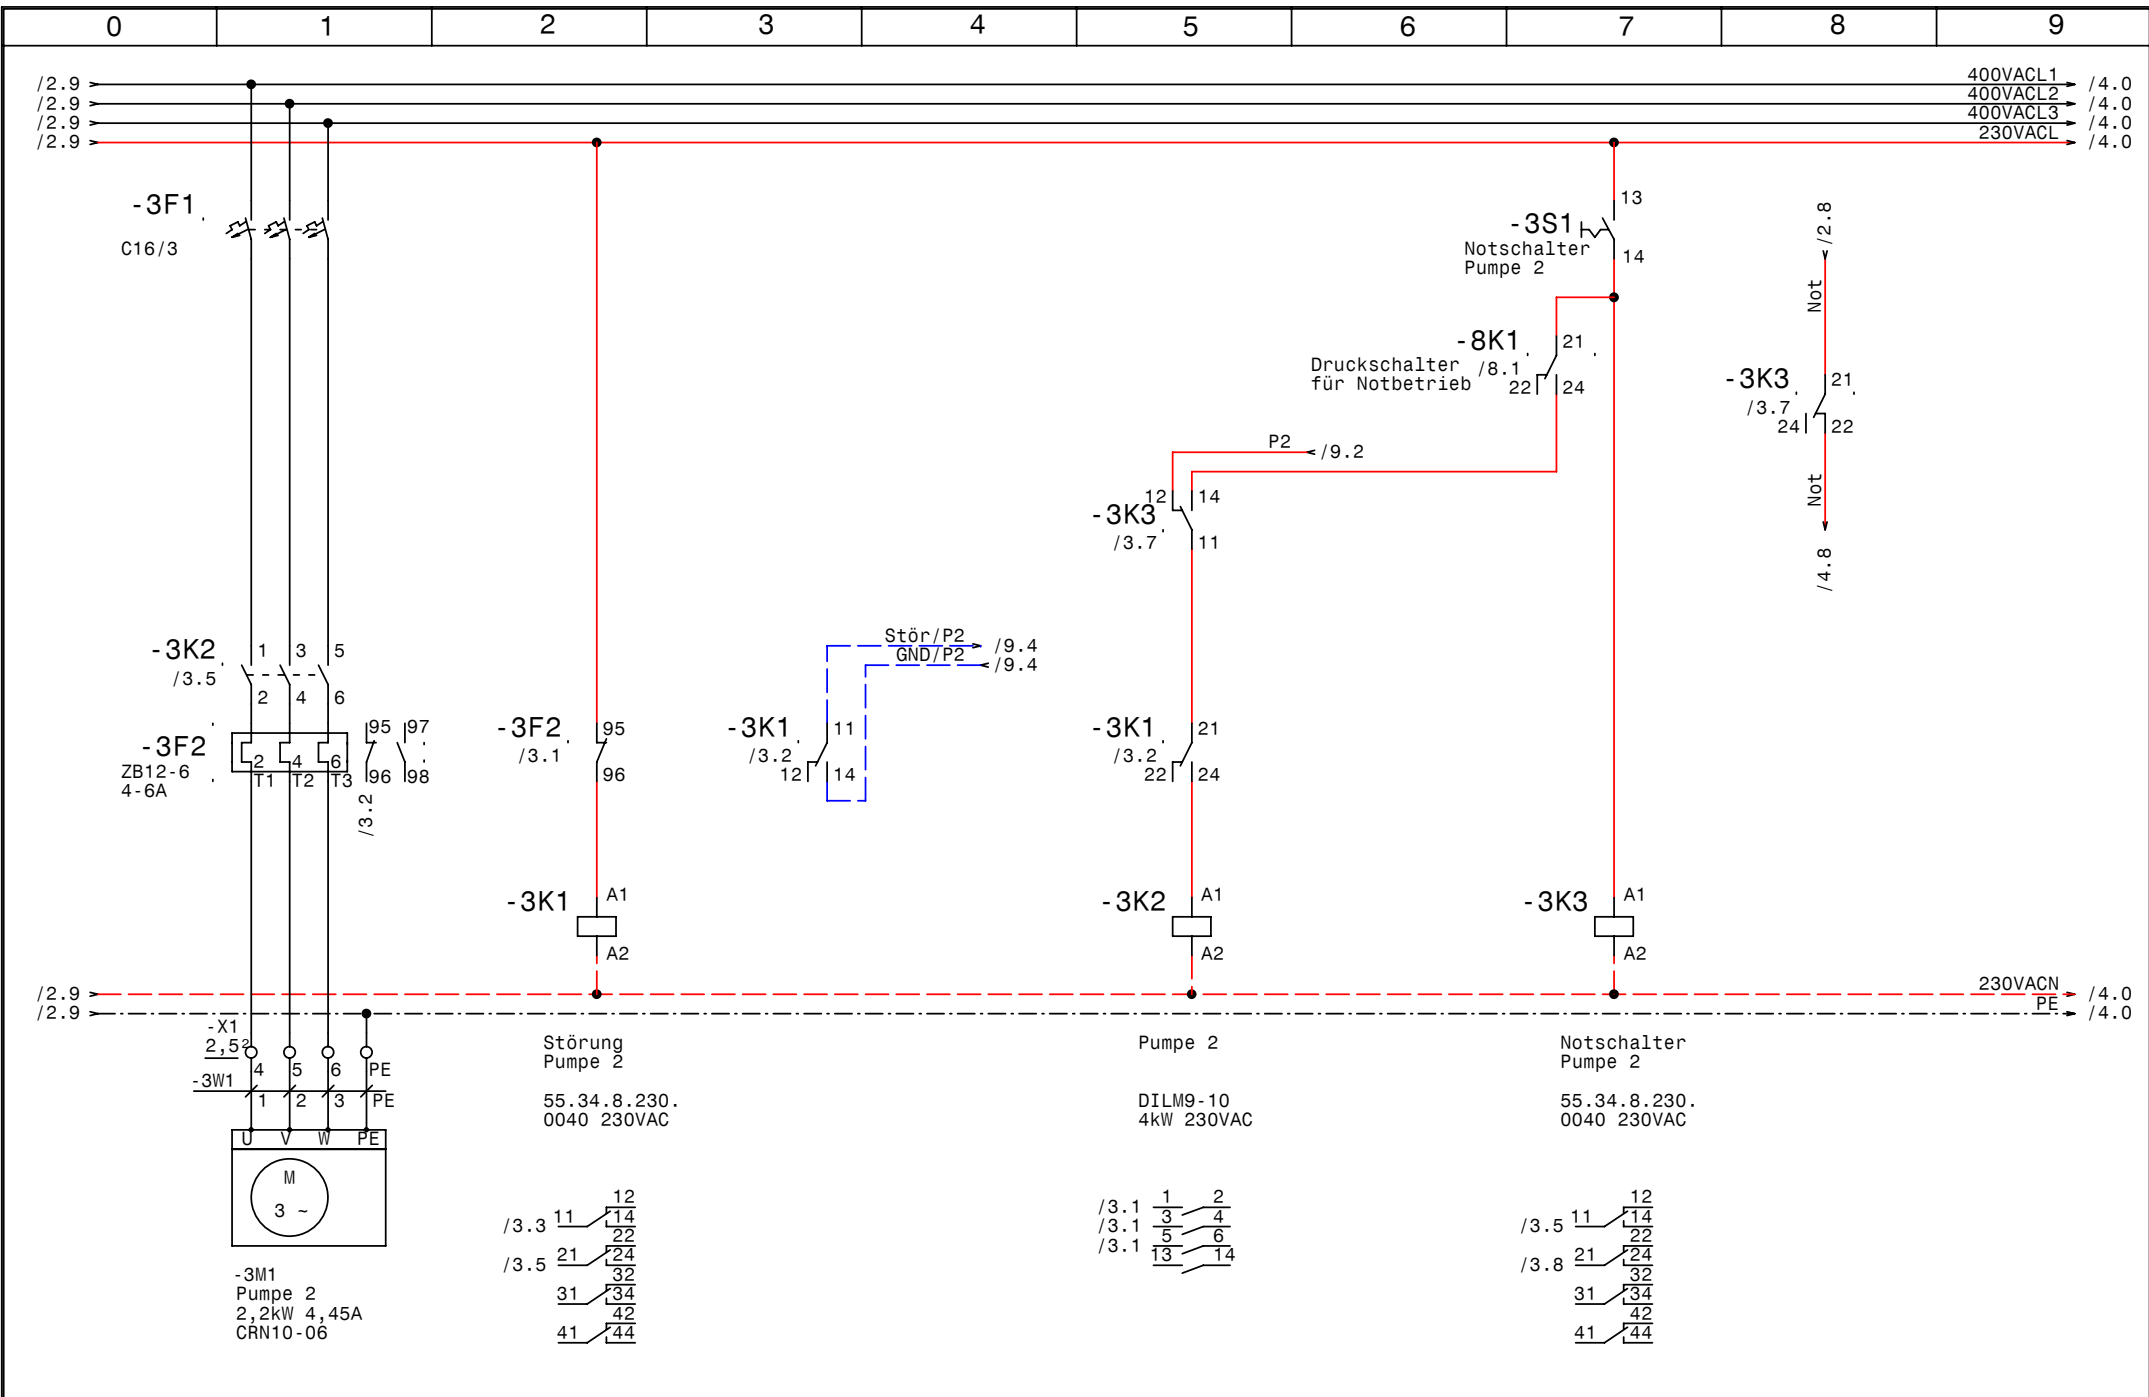 0 1 2 3 4 5 6 7 8 9
/2.9 400VACL1 /4.0
/2.9 400VACL2 /4.0
/2.9 400VACL3 /4.0
/2.9 230VACL /4.0
-3F1
C16/3
13
-3S1
Notschalter
Pumpe 2
14
/2.8
Not
-8K1
21
Druckschalter
für Notbetrieb
/8.1
22 24
-3K3
21
/3.7
24 22
Not
/4.8
P2 /9.2
12 14
-3K3
/3.7
11
-3K2
/3.5
1 3 5
2 4 6
Stör/P2 /9.4
GND/P2 /9.4
-3F2
ZB12-6
4-6A
2 4 6
T1 T2 T3
95 97
96 98
/3.2
-3F2
/3.1
95
96
-3K1
/3.2
11
12 14
-3K1
/3.2
21
22 24
-3K1
A1
A2
-3K2
A1
A2
-3K3
A1
A2
/2.9 230VACN /4.0
/2.9 PE /4.0
-X1
2,5²
4 5 6 PE
-3W1
1 2 3 PE
U V W PE
M
3 ~
-3M1
Pumpe 2
2,2kW 4,45A
CRN10-06
Störung
Pumpe 2
55.34.8.230.
0040 230VAC
12
/3.3 11 14
22
/3.5 21 24
32
31 34
42
41 44
Pumpe 2
DILM9-10
4kW 230VAC
/3.1 1 2
/3.1 3 4
/3.1 5 6
13 14
Notschalter
Pumpe 2
55.34.8.230.
0040 230VAC
12
/3.5 11 14
22
/3.8 21 24
32
31 34
42
41 44